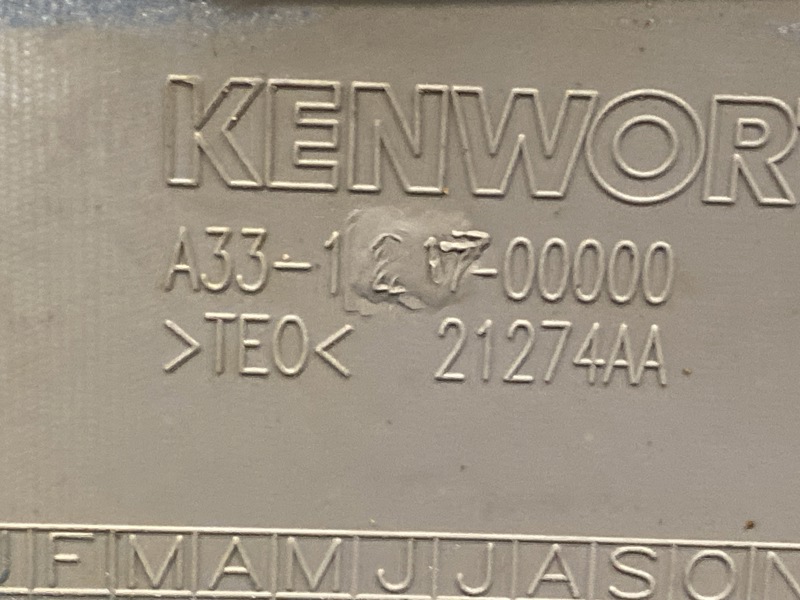 KENWOR
>TEO< 21274AA
J F M A M J J A S O N